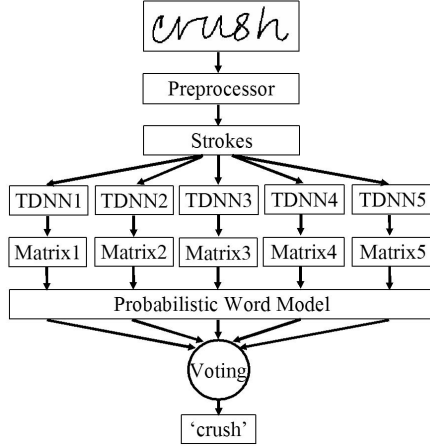 crush
Preprocessor
Strokes
TDNN1 TDNN2 TDNN3 TDNN4 TDNN5
Matrix1 Matrix2 Matrix3 Matrix4 Matrix5
Probabilistic Word Model
Voting
‘crush’